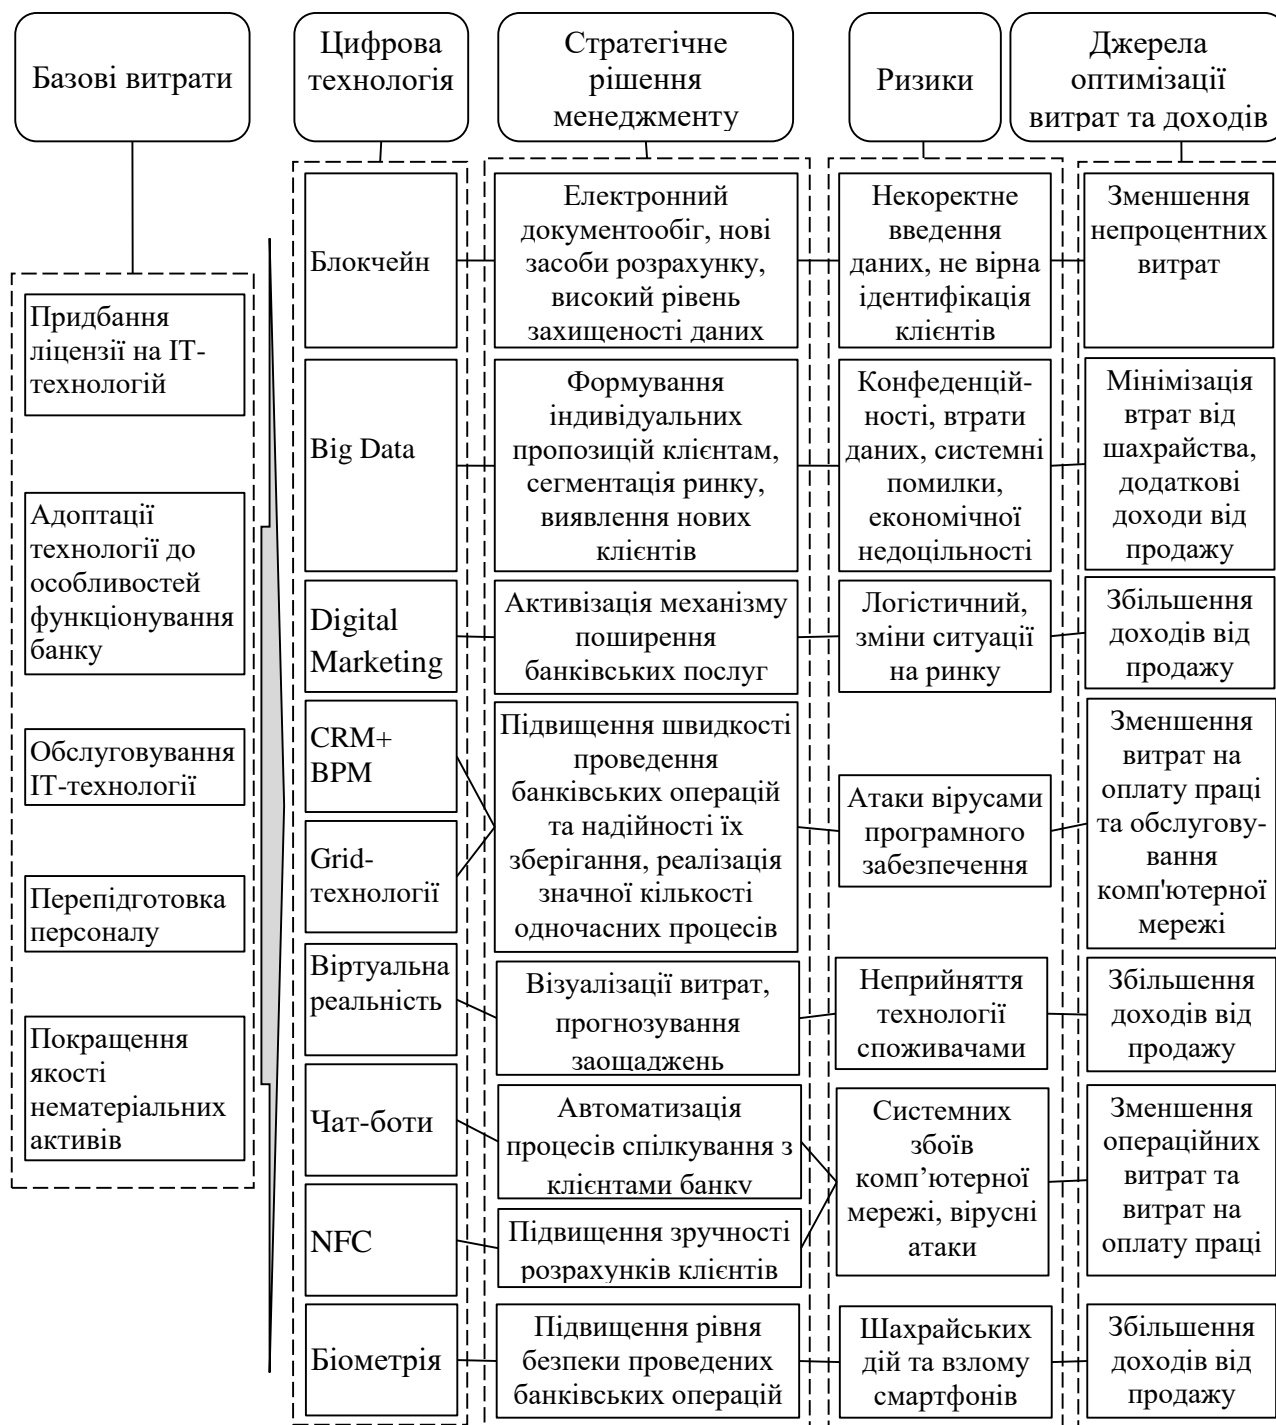 Базові витрати
Цифрова
технологія
Стратегічне
рішення
менеджменту
Ризики
Джерела
оптимізації
витрат та доходів
Придбання
ліцензії на ІТ-
технологій
Адоптації
технології до
особливостей
функціонування
банку
Обслуговування
ІТ-технології
Перепідготовка
персоналу
Покращення
якості
нематеріальних
активів
Блокчейн
Електронний
документообіг, нові
засоби розрахунку,
високий рівень
захищеності даних
Некоректне
введення
даних, не вірна
ідентифікація
клієнтів
Зменшення
непроцентних
витрат
Big Data
Формування
індивідуальних
пропозицій клієнтам,
сегментація ринку,
виявлення нових
клієнтів
Конфеденцій-
ності, втрати
даних, системні
помилки,
економічної
недоцільності
Мінімізація
втрат від
шахрайства,
додаткові
доходи від
продажу
Digital
Marketing
Активізація механізму
поширення
банківських послуг
Логістичний,
зміни ситуації
на ринку
Збільшення
доходів від
продажу
CRM+
BPM
Grid-
технології
Підвищення швидкості
проведення
банківських операцій
та надійності їх
зберігання, реалізація
значної кількості
одночасних процесів
Атаки вірусами
програмного
забезпечення
Зменшення
витрат на
оплату праці
та обслугову-
вання
комп'ютерної
мережі
Віртуальна
реальність
Візуалізації витрат,
прогнозування
заощаджень
Неприйняття
технології
споживачами
Збільшення
доходів від
продажу
Чат-боти
Автоматизація
процесів спілкування з
клієнтами банку
NFC
Підвищення зручності
розрахунків клієнтів
Системних
збоїв
комп’ютерної
мережі, вірусні
атаки
Зменшення
операційних
витрат та
витрат на
оплату праці
Біометрія
Підвищення рівня
безпеки проведених
банківських операцій
Шахрайських
дій та взлому
смартфонів
Збільшення
доходів від
продажу